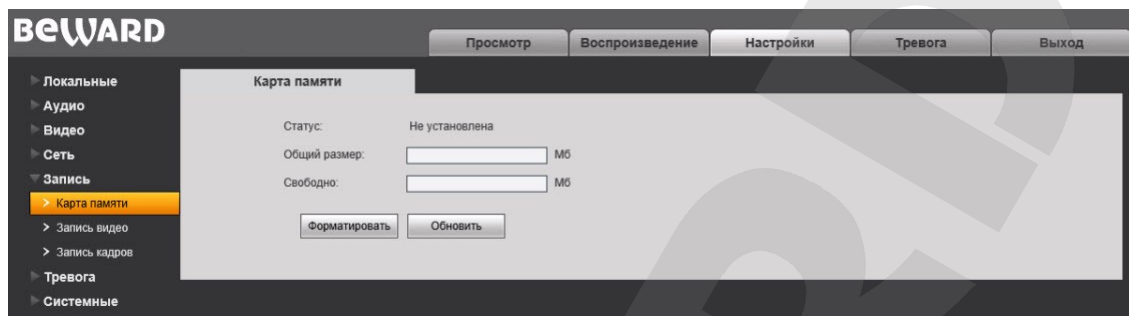 BEWARD
Просмотр Воспроизведение Настройки Тревога Выход
Локальные
Аудио
Видео
Сеть
Запись
Карта памяти
Запись видео
Запись кадров
Тревога
Системные
Карта памяти
Статус: Не установлена
Общий размер: Мб
Свободно: Мб
Форматировать Обновить